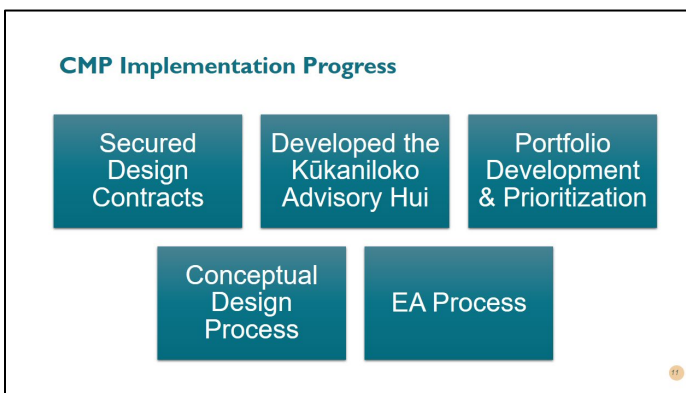 CMP Implementation Progress
Secured
Design
Contracts
Developed the
Kūkaniloko
Advisory Hui
Portfolio
Development
& Prioritization
Conceptual
Design
Process
EA Process
11